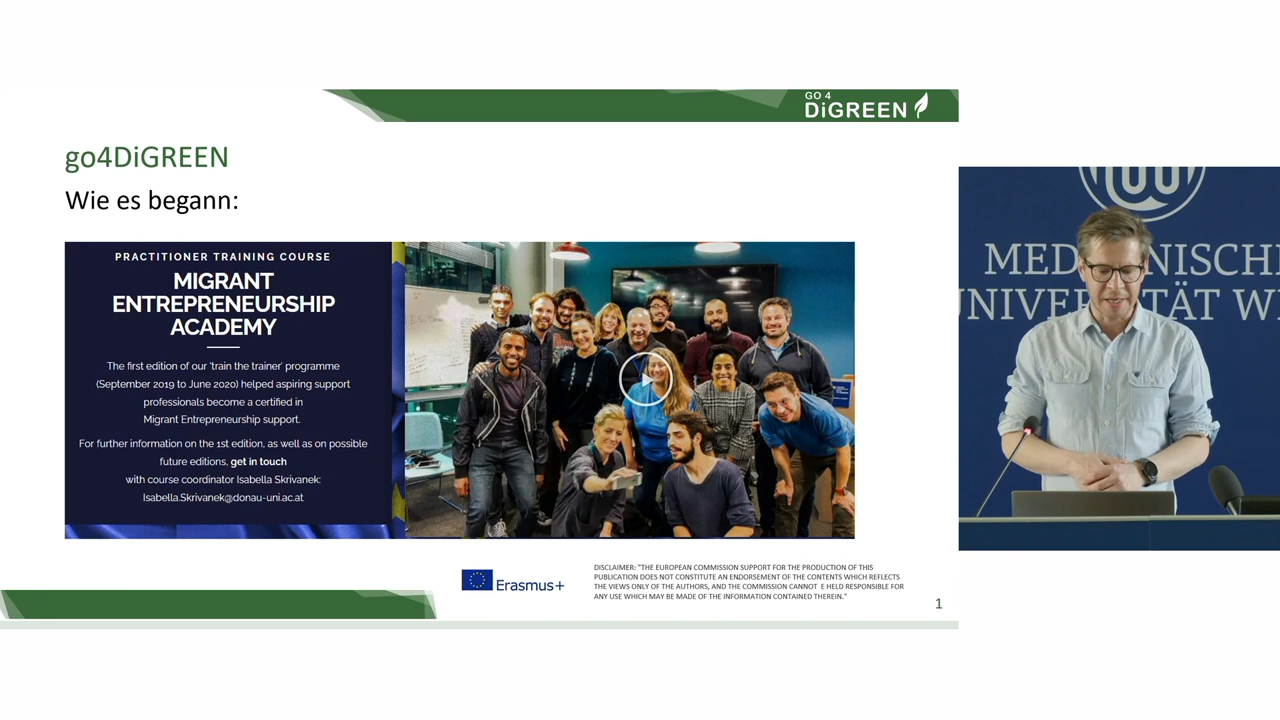 GO 4
DiGREEN
go4DiGREEN
Wie es begann:
PRACTITIONER TRAINING COURSE
MIGRANT
ENTREPRENEURSHIP
ACADEMY
The first edition of our 'train the trainer' programme
(September 2019 to June 2020) helped aspiring support
professionals become a certified in
Migrant Entrepreneurship support.
For further information on the 1st edition, as well as on possible
future editions, get in touch
with course coordinator Isabella Skrivanek:
Isabella.Skrivanek@donau-uni.ac.at
Erasmus+
DISCLAIMER: "THE EUROPEAN COMMISSION SUPPORT FOR THE PRODUCTION OF THIS
PUBLICATION DOES NOT CONSTITUTE AN ENDORSEMENT OF THE CONTENTS WHICH REFLECTS
THE VIEWS ONLY OF THE AUTHORS, AND THE COMMISSION CANNOT E HELD RESPONSIBLE FOR
ANY USE WHICH MAY BE MADE OF THE INFORMATION CONTAINED THEREIN."
1